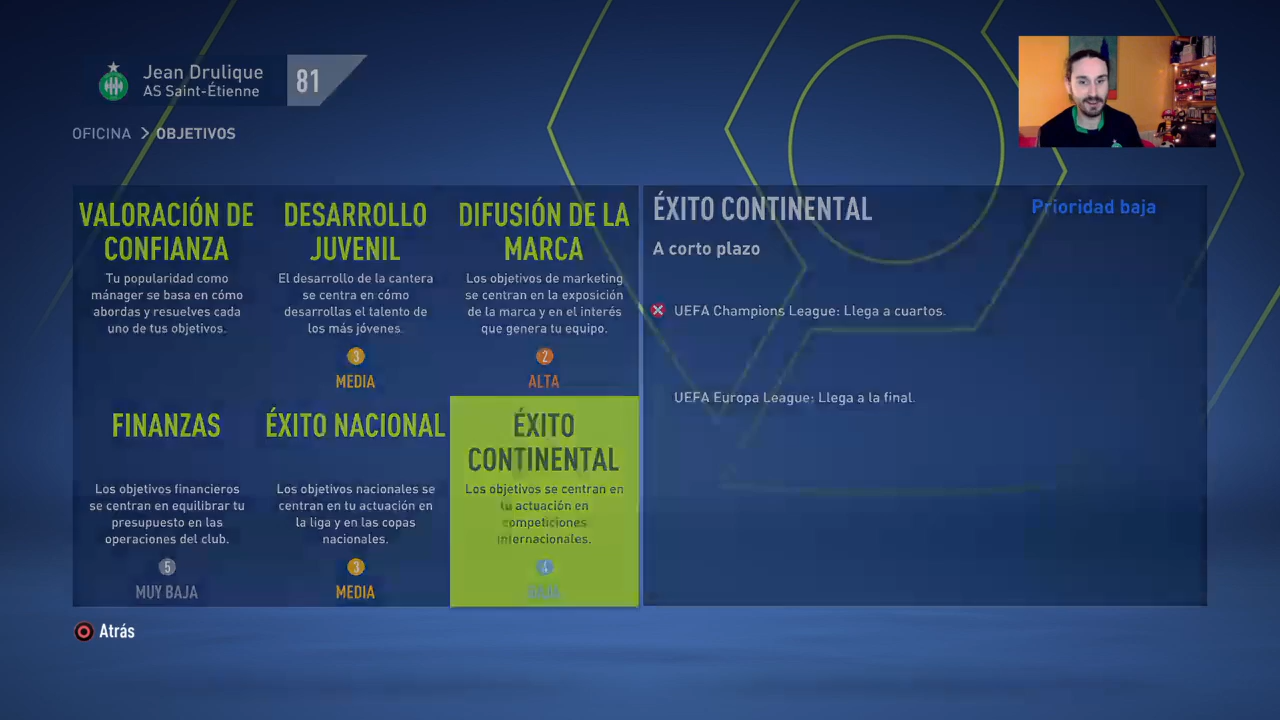 Jean Drulique
AS Saint-Étienne
81
OFICINA > OBJETIVOS
VALORACIÓN DE
CONFIANZA
Tu popularidad como
mánager se basa en cómo
abordas y resuelves cada
uno de tus objetivos.
DESARROLLO
JUVENIL
El desarrollo de la cantera
se centra en cómo
desarrollas el talento de
los más jóvenes.
3
MEDIA
DIFUSIÓN DE LA
MARCA
Los objetivos de marketing
se centran en la exposición
de la marca y en el interés
que genera tu equipo.
2
ALTA
FINANZAS
Los objetivos financieros
se centran en equilibrar tu
presupuesto en las
operaciones del club.
5
MUY BAJA
ÉXITO NACIONAL
Los objetivos nacionales se
centran en tu actuación en
la liga y en las copas
nacionales.
3
MEDIA
ÉXITO
CONTINENTAL
Los objetivos se centran en
tu actuación en
competiciones
internacionales.
4
BAJA
ÉXITO CONTINENTAL
Prioridad baja
A corto plazo
UEFA Champions League: Llega a cuartos.
UEFA Europa League: Llega a la final.
Atrás